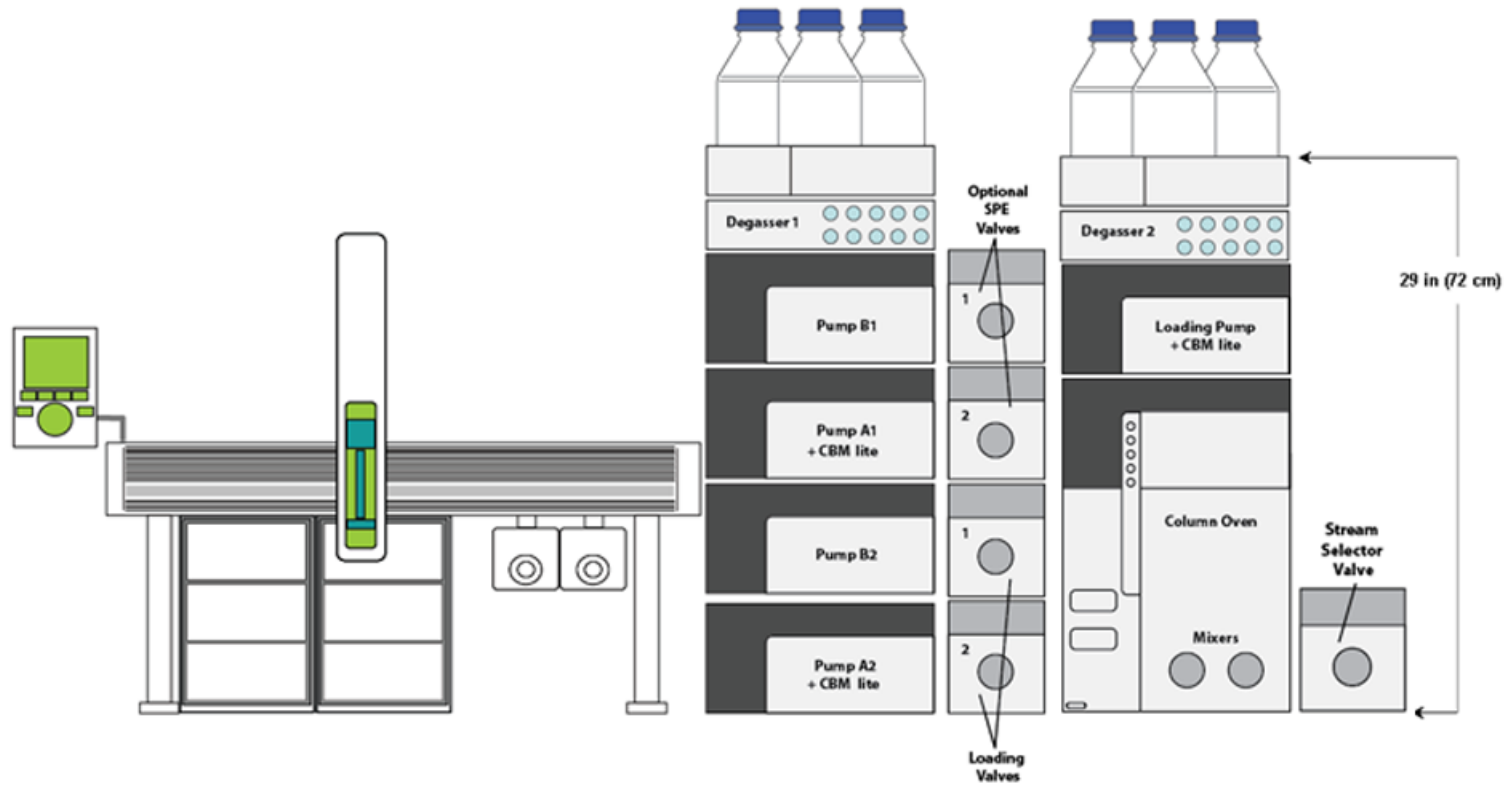 Degasser 1
Pump B1
Pump A1
+ CBM lite
Pump B2
Pump A2
+ CBM lite
Optional
SPE
Valves
1
2
1
2
Loading
Valves
Degasser 2
Loading Pump
+ CBM lite
Column Oven
Mixers
Stream
Selector
Valve
29 in (72 cm)